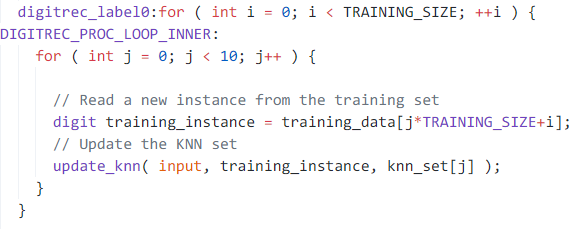 digitrec_label0:for ( int i = 0; i < TRAINING_SIZE; ++i ) {
DIGITREC_PROC_LOOP_INNER:
for ( int j = 0; j < 10; j++ ) {
// Read a new instance from the training set
digit training_instance = training_data[j*TRAINING_SIZE+i];
// Update the KNN set
update_knn( input, training_instance, knn_set[j] );
}
}